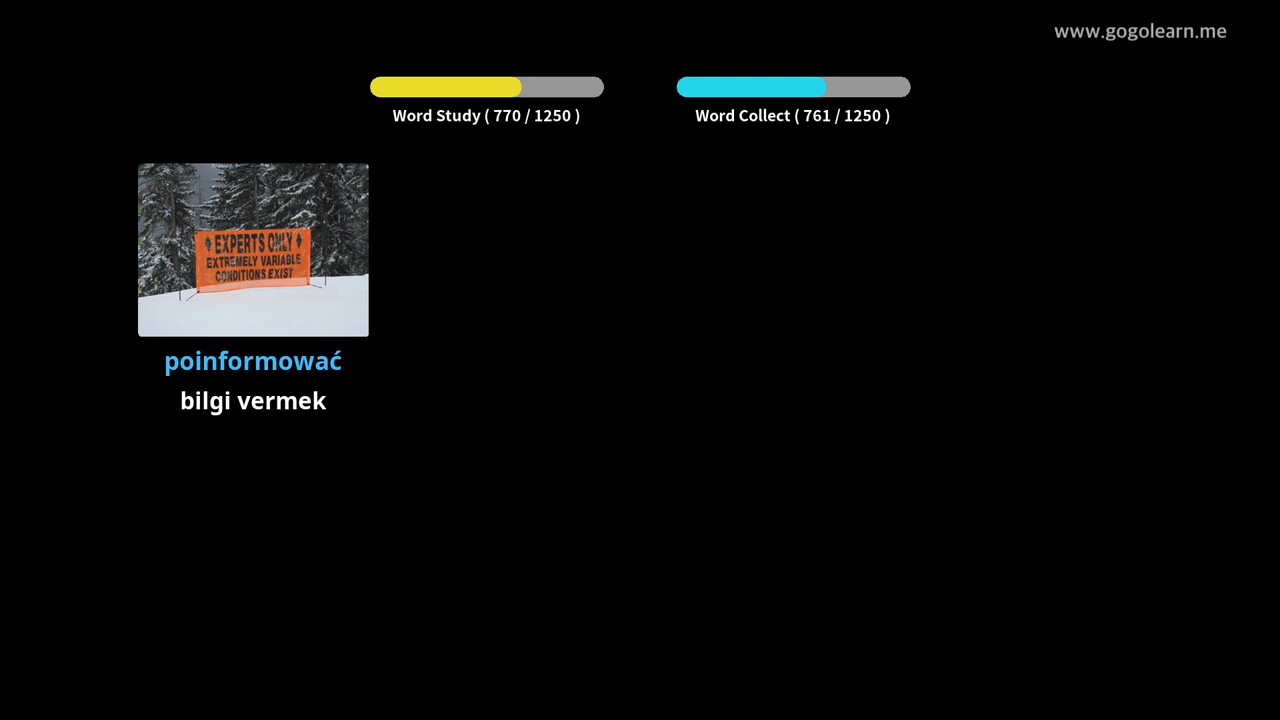 www.gogolearn.me
Word Study ( 770 / 1250 )
Word Collect ( 761 / 1250 )
EXPERTS ONLY
EXTREMELY VARIABLE
CONDITIONS EXIST
poinformować
bilgi vermek